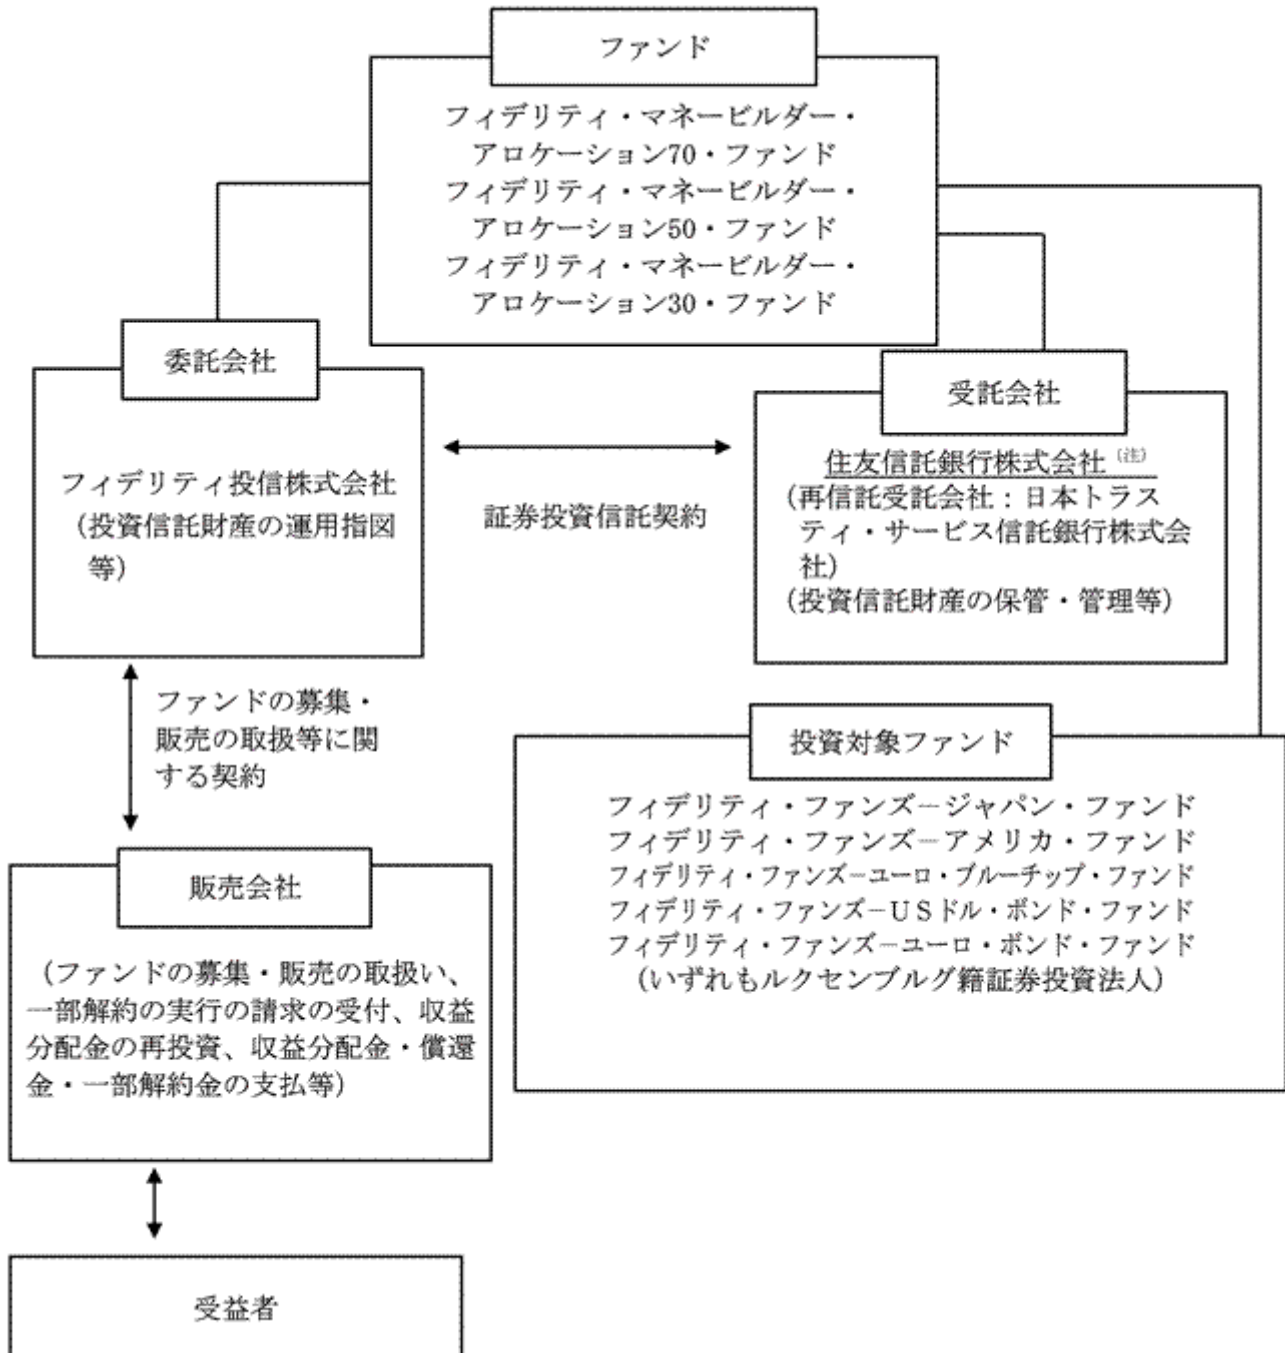 ファンド
フィデリティ・マネービルダー・
アロケーション70・ファンド
フィデリティ・マネービルダー・
アロケーション50・ファンド
フィデリティ・マネービルダー・
アロケーション30・ファンド
委託会社
フィデリティ投信株式会社
（投資信託財産の運用指図
等）
証券投資信託契約
受託会社
住友信託銀行株式会社（注）
（再信託受託会社：日本トラス
ティ・サービス信託銀行株式会
社）
（投資信託財産の保管・管理等）
ファンドの募集・
販売の取扱等に関
する契約
投資対象ファンド
フィデリティ・ファンズ－ジャパン・ファンド
フィデリティ・ファンズ－アメリカ・ファンド
フィデリティ・ファンズ－ユーロ・ブルーチップ・ファンド
フィデリティ・ファンズ－ＵＳドル・ボンド・ファンド
フィデリティ・ファンズ－ユーロ・ボンド・ファンド
（いずれもルクセンブルグ籍証券投資法人）
販売会社
（ファンドの募集・販売の取扱い、
一部解約の実行の請求の受付、収益
分配金の再投資、収益分配金・償還
金・一部解約金の支払等）
受益者